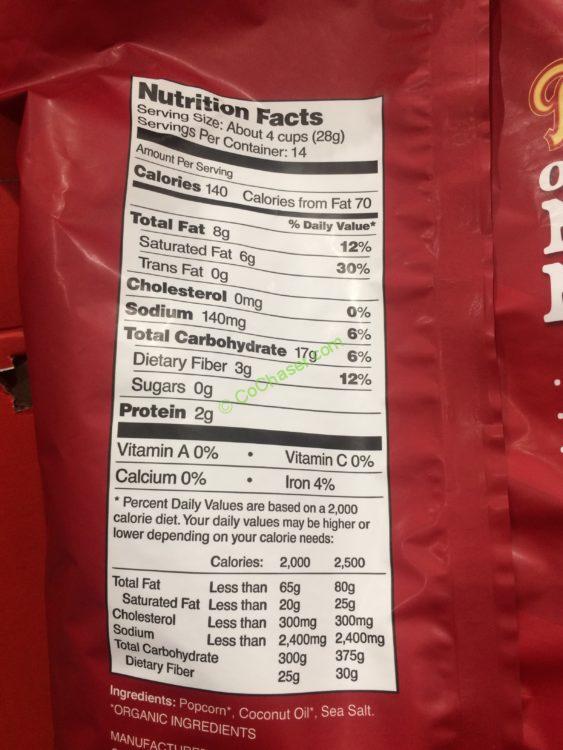 Nutrition Facts
Serving Size: About 4 cups (28g)
Servings Per Container: 14
Amount Per Serving
Calories 140 Calories from Fat 70
% Daily Value*
Total Fat 8g 12%
Saturated Fat 6g 30%
Trans Fat 0g
Cholesterol 0mg 0%
Sodium 140mg 6%
Total Carbohydrate 17g 6%
Dietary Fiber 3g 12%
Sugars 0g
Protein 2g
Vitamin A 0% • Vitamin C 0%
Calcium 0% • Iron 4%
* Percent Daily Values are based on a 2,000
calorie diet. Your daily values may be higher or
lower depending on your calorie needs:
Calories: 2,000 2,500
Total Fat Less than 65g 80g
Saturated Fat Less than 20g 25g
Cholesterol Less than 300mg 300mg
Sodium Less than 2,400mg 2,400mg
Total Carbohydrate 300g 375g
Dietary Fiber 25g 30g
Ingredients: Popcorn*, Coconut Oil*, Sea Salt.
*ORGANIC INGREDIENTS
© CoChaser.com